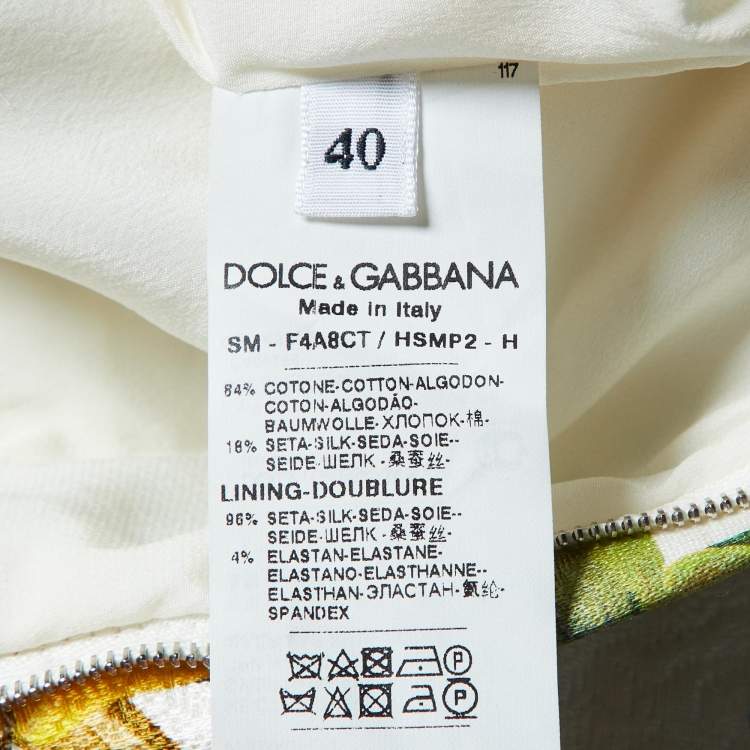 117
40
DOLCE & GABBANA
Made in Italy
SM - F4A8CT / HSMP2 - H
84% COTONE-COTTON-ALGODON-
COTON-ALGODÃO-
BAUMWOLLE-ХЛОПОК-棉-
16% SETA-SILK-SEDA-SOIE--
SEIDE-ШЕЛК-桑蚕丝-
LINING-DOUBLURE
96% SETA-SILK-SEDA-SOIE--
SEIDE-ШЕЛК-桑蚕丝-
4% ELASTAN-ELASTANE-
ELASTANO-ELASTHANNE--
ELASTHAN-ЭЛАСТАН-氨纶-
SPANDEX
P
P